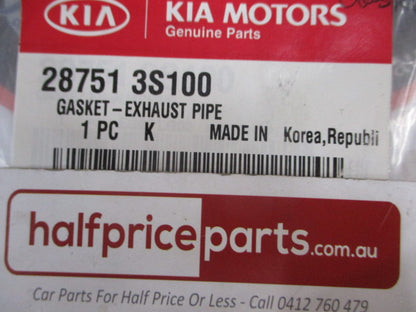 KIA KIA MOTORS
Genuine Parts
28751 3S100
GASKET-EXHAUST PIPE
1 PC K MADE IN Korea,Republi
halfpriceparts.com.au
Car Parts For Half Price Or Less - Call 0412 760 479